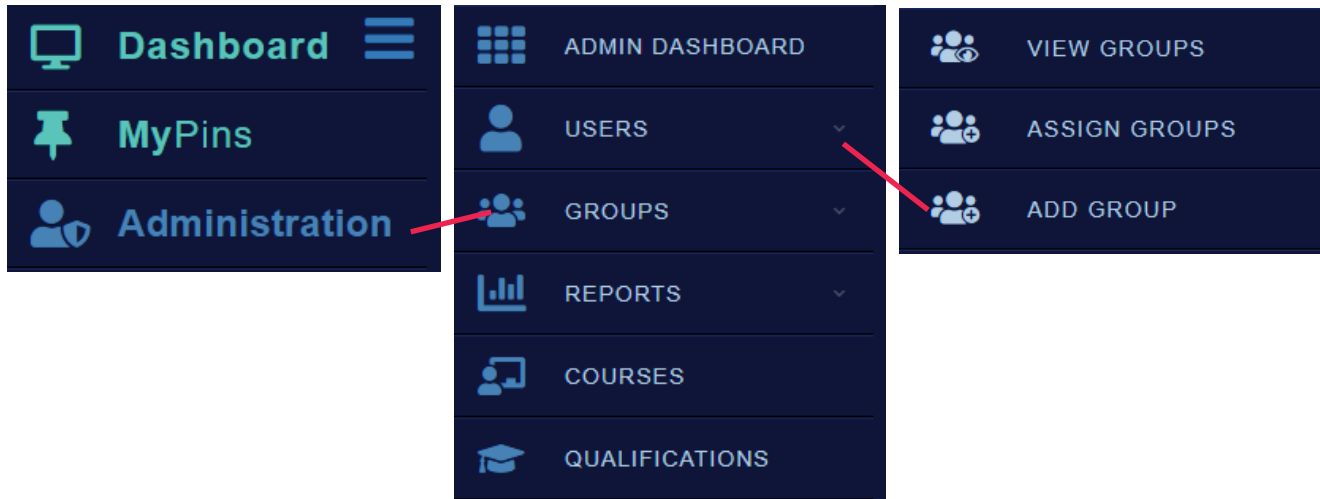 Dashboard
MyPins
Administration
ADMIN DASHBOARD
USERS
GROUPS
REPORTS
COURSES
QUALIFICATIONS
VIEW GROUPS
ASSIGN GROUPS
ADD GROUP